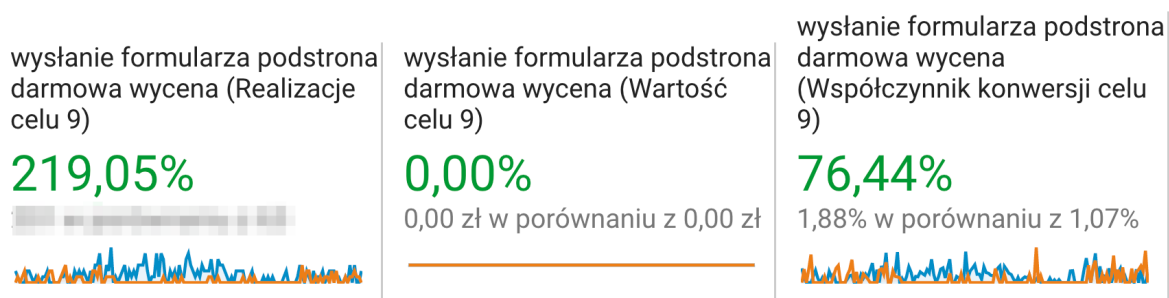 wysłanie formularza podstrona
darmowa wycena (Realizacje
celu 9)
219,05%
wysłanie formularza podstrona
darmowa wycena (Wartość
celu 9)
0,00%
0,00 zł w porównaniu z 0,00 zł
wysłanie formularza podstrona
darmowa wycena
(Współczynnik konwersji celu
9)
76,44%
1,88% w porównaniu z 1,07%